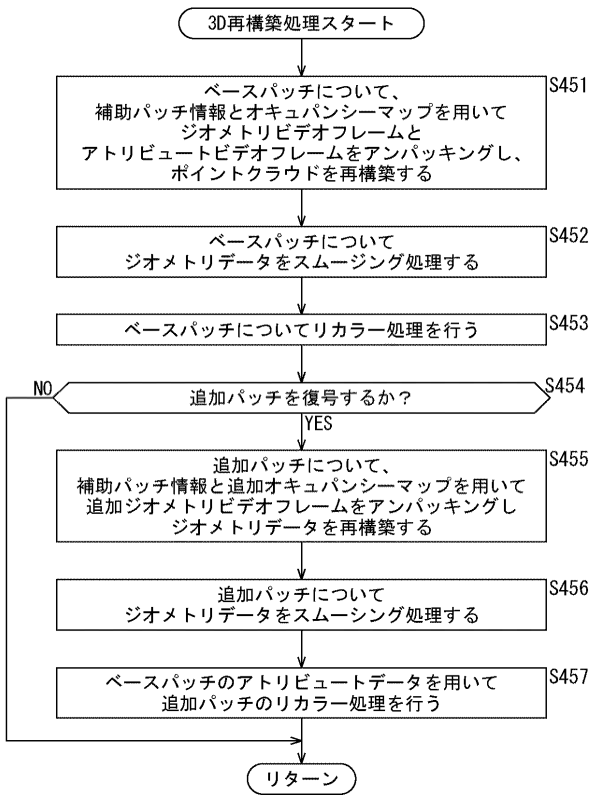 3D再構築処理スタート
S451
ベースパッチについて、
補助パッチ情報とオキュパンシーマップを用いて
ジオメトリビデオフレームと
アトリビュートビデオフレームをアンパッキングし、
ポイントクラウドを再構築する
S452
ベースパッチについて
ジオメトリデータをスムージング処理する
S453
ベースパッチについてリカラー処理を行う
S454
追加パッチを復号するか？
NO
YES
S455
追加パッチについて、
補助パッチ情報と追加オキュパンシーマップを用いて
追加ジオメトリビデオフレームをアンパッキングし
ジオメトリデータを再構築する
S456
追加パッチについて
ジオメトリデータをスムーシング処理する
S457
ベースパッチのアトリビュートデータを用いて
追加パッチのリカラー処理を行う
リターン